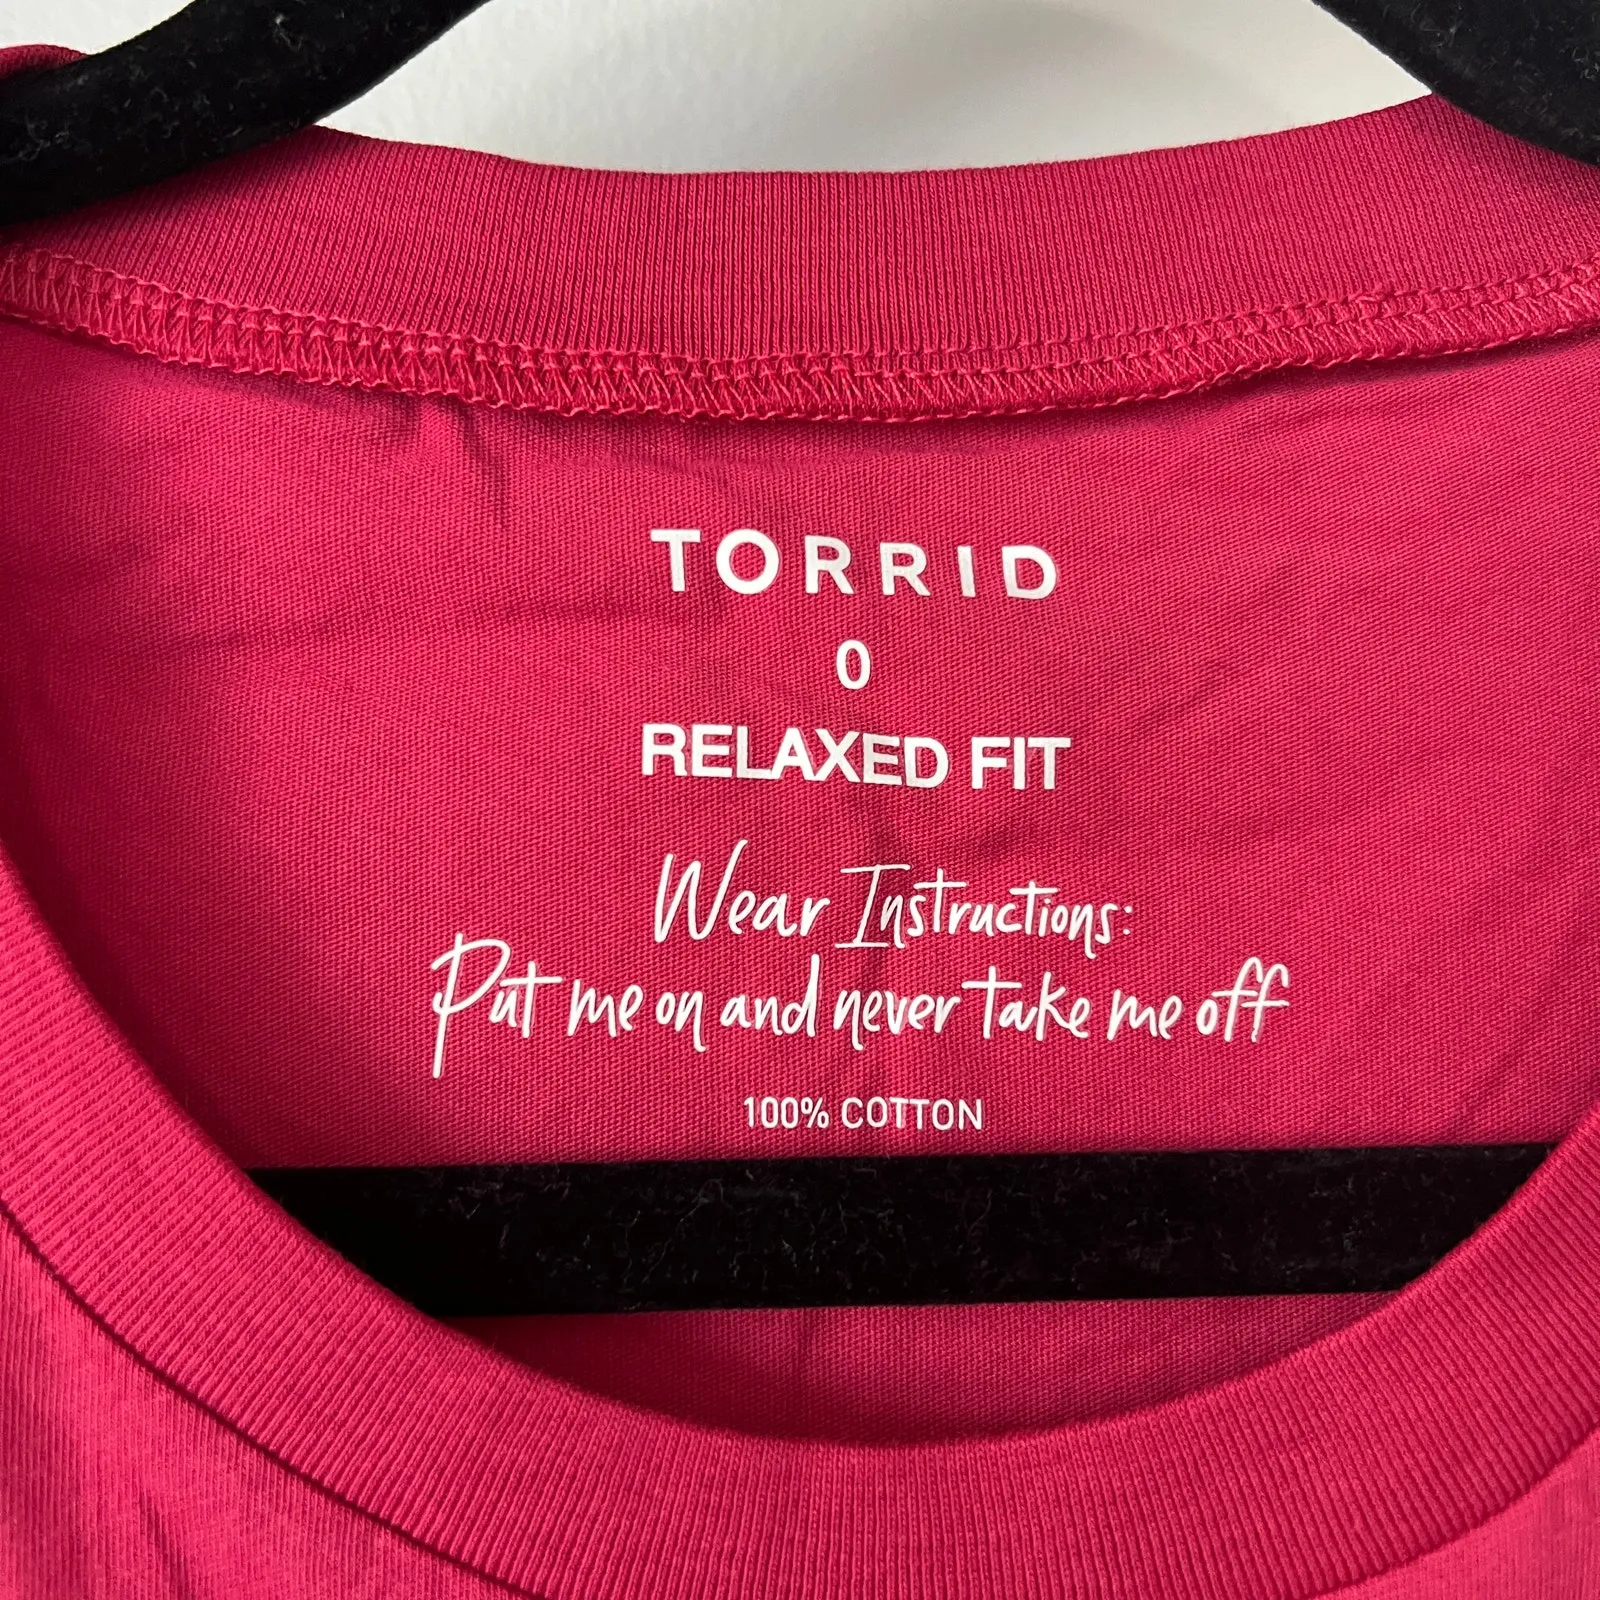 TORRID
0
RELAXED FIT
Wear Instructions:
Put me on and never take me off
100% COTTON